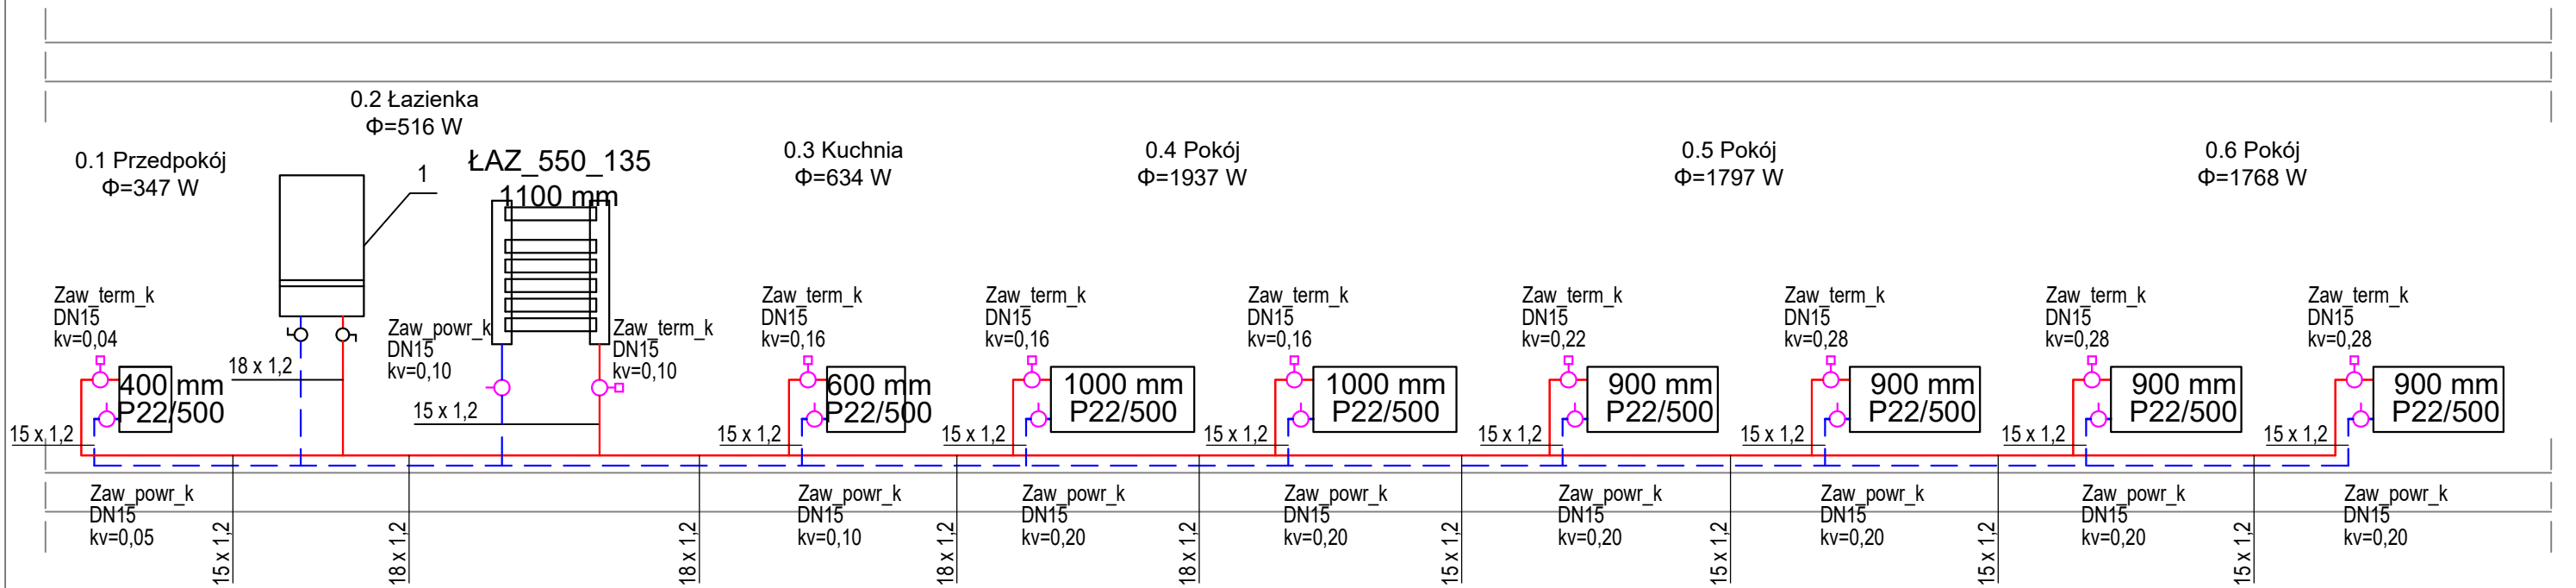 0.1 Przedpokój
Φ=347 W
0.2 Łazienka
Φ=516 W
1
ŁAZ_550_135
1100 mm
0.3 Kuchnia
Φ=634 W
0.4 Pokój
Φ=1937 W
0.5 Pokój
Φ=1797 W
0.6 Pokój
Φ=1768 W
Zaw_term_k
DN15
kv=0,04
400 mm
P22/500
15 x 1,2
18 x 1,2
Zaw_powr_k
DN15
kv=0,10
15 x 1,2
Zaw_term_k
DN15
kv=0,10
Zaw_term_k
DN15
kv=0,16
600 mm
P22/500
15 x 1,2
Zaw_term_k
DN15
kv=0,16
1000 mm
P22/500
15 x 1,2
Zaw_term_k
DN15
kv=0,16
1000 mm
P22/500
15 x 1,2
Zaw_term_k
DN15
kv=0,22
900 mm
P22/500
15 x 1,2
Zaw_term_k
DN15
kv=0,28
900 mm
P22/500
15 x 1,2
Zaw_term_k
DN15
kv=0,28
900 mm
P22/500
15 x 1,2
Zaw_term_k
DN15
kv=0,28
900 mm
P22/500
15 x 1,2
Zaw_powr_k
DN15
kv=0,05
15 x 1,2
18 x 1,2
18 x 1,2
Zaw_powr_k
DN15
kv=0,10
18 x 1,2
Zaw_powr_k
DN15
kv=0,20
18 x 1,2
Zaw_powr_k
DN15
kv=0,20
15 x 1,2
Zaw_powr_k
DN15
kv=0,20
15 x 1,2
Zaw_powr_k
DN15
kv=0,20
15 x 1,2
Zaw_powr_k
DN15
kv=0,20
15 x 1,2
Zaw_powr_k
DN15
kv=0,20